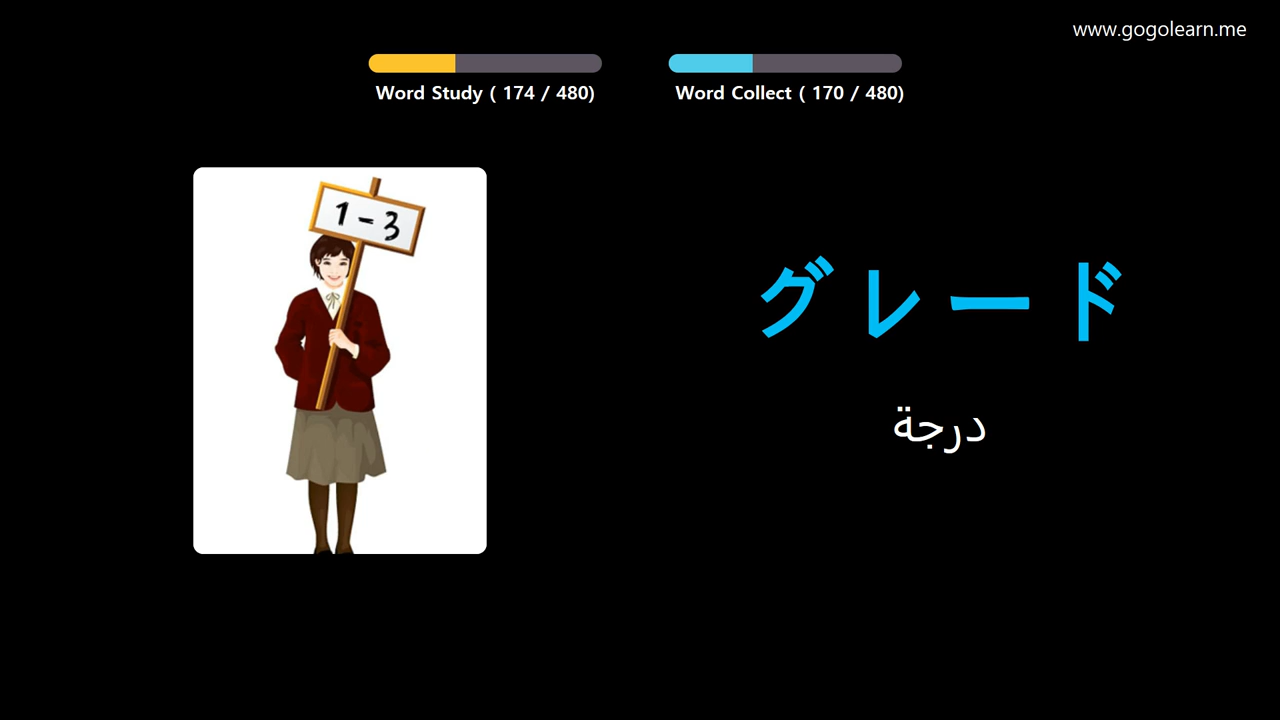 www.gogolearn.me
Word Study ( 174 / 480)
Word Collect ( 170 / 480)
1 - 3
グレード
درجة